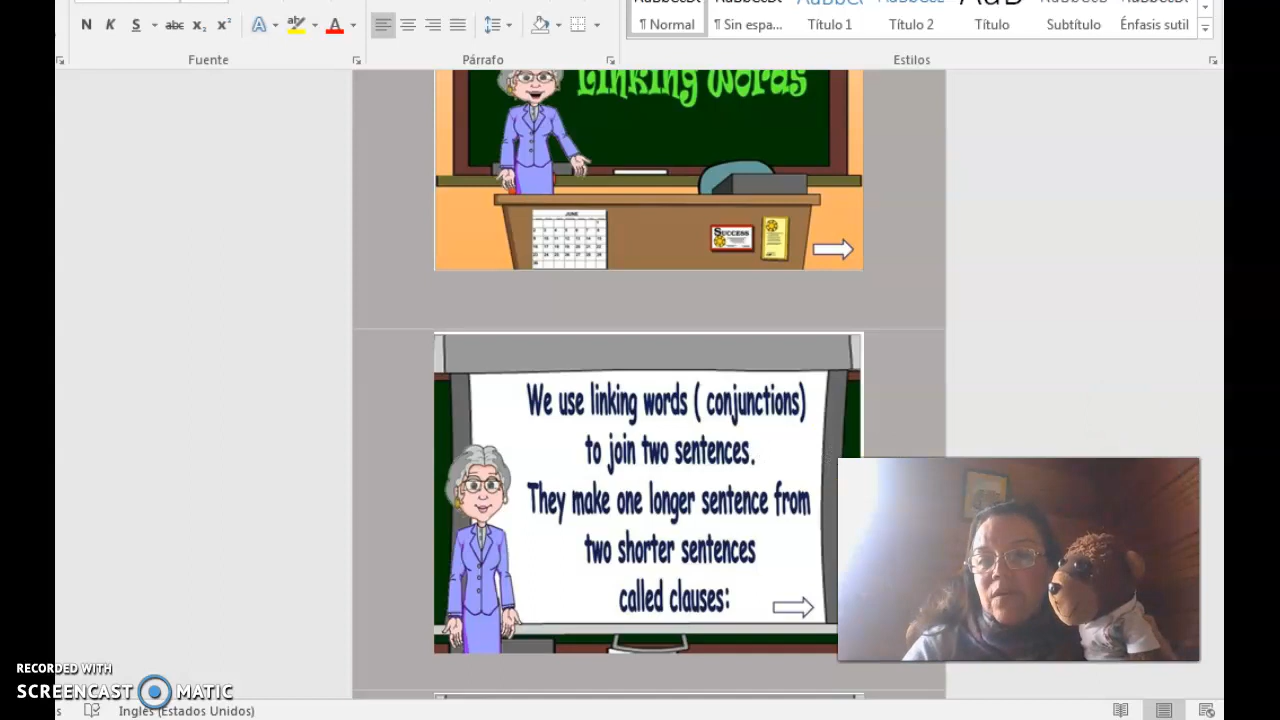 N K S abc X₂ X² A aby A
¶ Normal ¶ Sin espa... Título 1 Título 2 Título Subtítulo Énfasis sutil
Fuente Párrafo Estilos
Linking Words
JUNE
SUCCESS
We use linking words ( conjunctions)
to join two sentences.
They make one longer sentence from
two shorter sentences
called clauses:
RECORDED WITH
SCREENCAST MATIC
s Inglés (Estados Unidos)